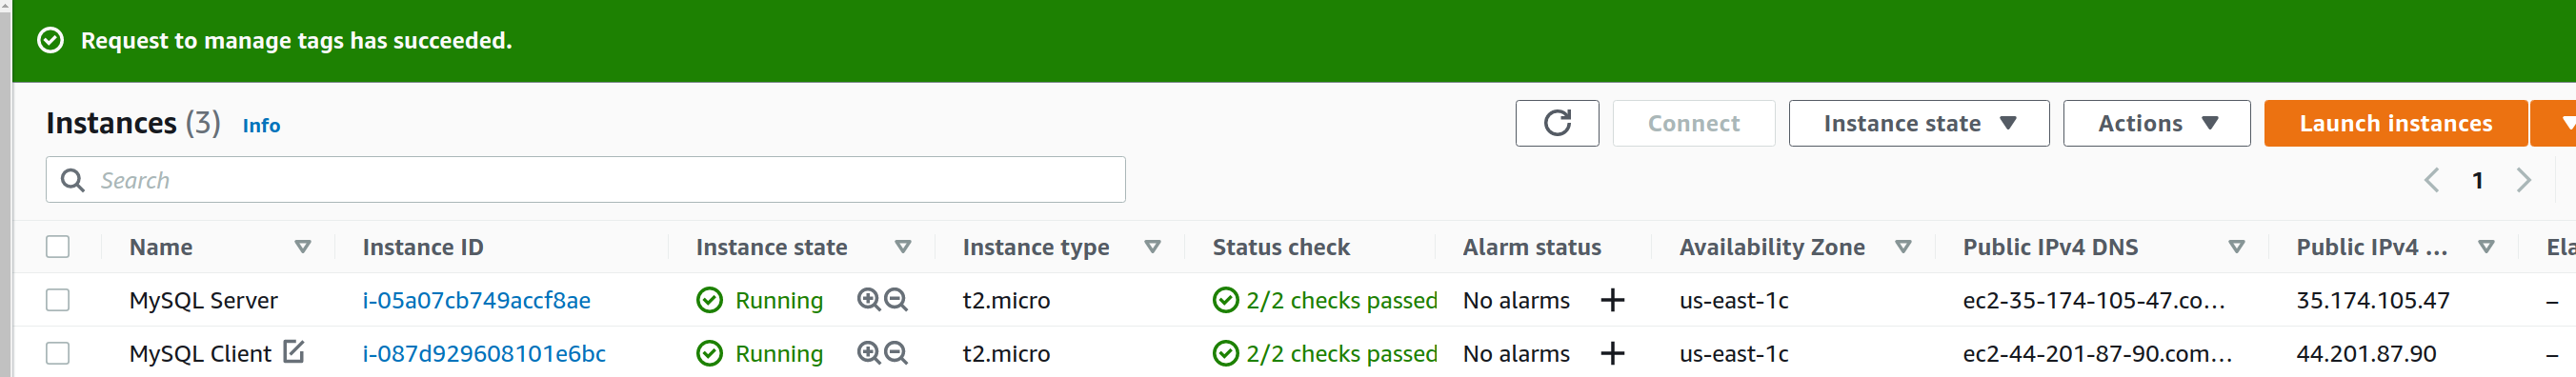 Request to manage tags has succeeded.
Instances (3) Info
Connect Instance state Actions Launch instances
Search
1
Name Instance ID Instance state Instance type Status check Alarm status Availability Zone Public IPv4 DNS Public IPv4 ... Ela
MySQL Server i-05a07cb749accf8ae Running t2.micro 2/2 checks passed No alarms + us-east-1c ec2-35-174-105-47.co... 35.174.105.47 –
MySQL Client i-087d929608101e6bc Running t2.micro 2/2 checks passed No alarms + us-east-1c ec2-44-201-87-90.com... 44.201.87.90 –